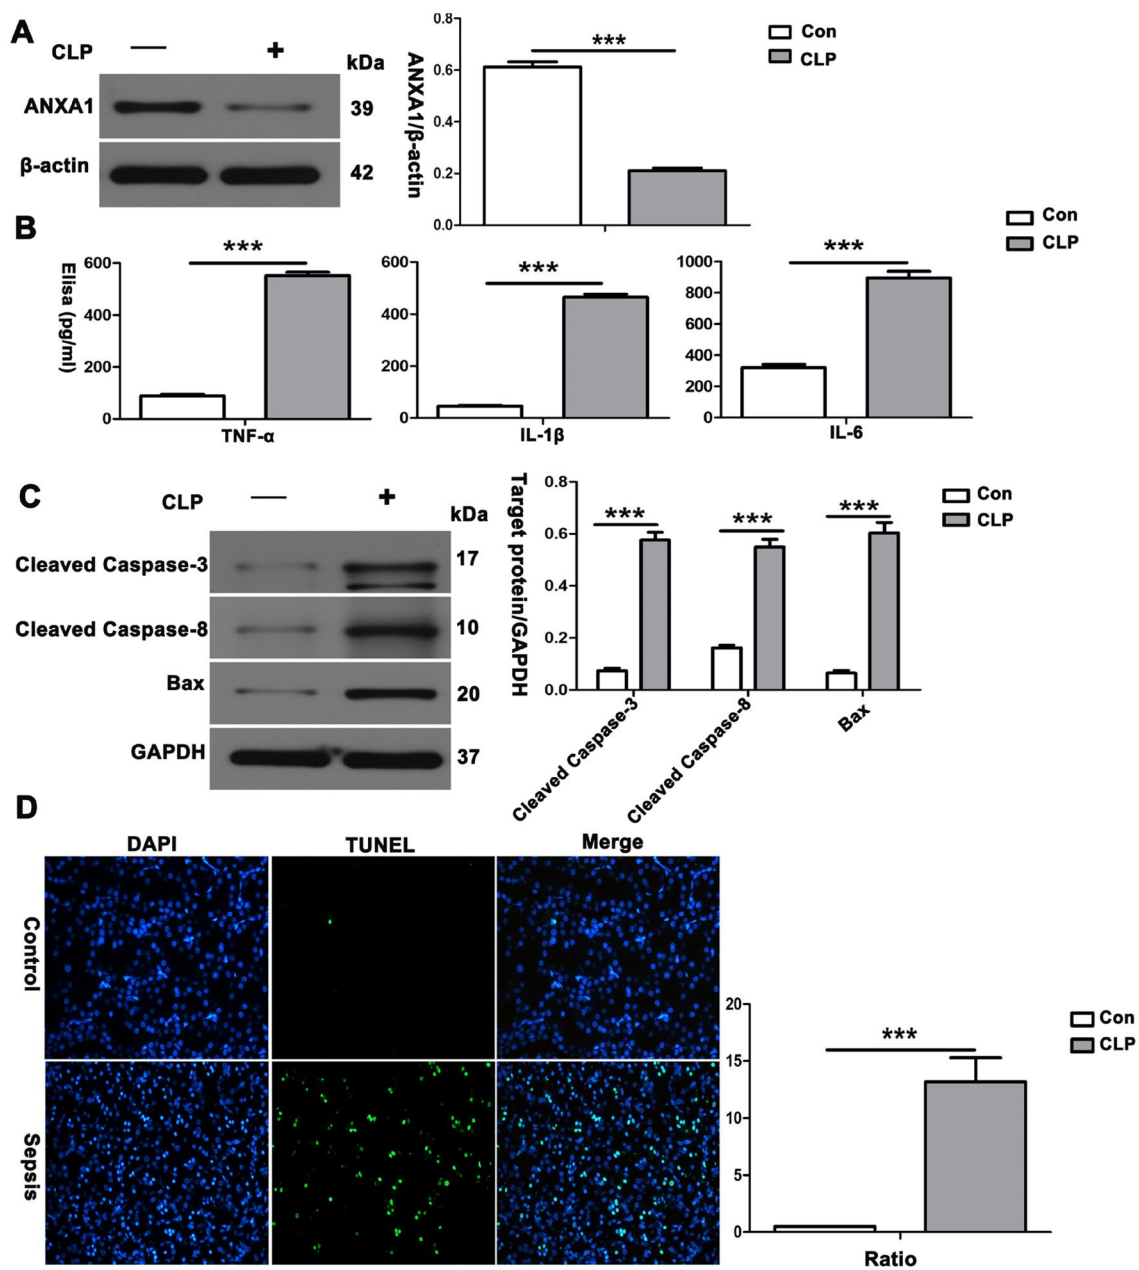 A
CLP — +
kDa
ANXA1 39
β-actin 42
ANXA1/β-actin
0.8
0.6
0.4
0.2
0.0
***
Con
CLP
B
Con
CLP
Elisa (pg/ml)
600
400
200
0
***
TNF-α
600
400
200
0
***
IL-1β
1000
800
600
400
200
0
***
IL-6
C
CLP — +
kDa
Cleaved Caspase-3 17
Cleaved Caspase-8 10
Bax 20
GAPDH 37
Target protein/GAPDH
0.8
0.6
0.4
0.2
0.0
*** *** ***
Cleaved Caspase-3
Cleaved Caspase-8
Bax
Con
CLP
D
DAPI TUNEL Merge
Control
Sepsis
20
15
10
5
0
***
Ratio
Con
CLP